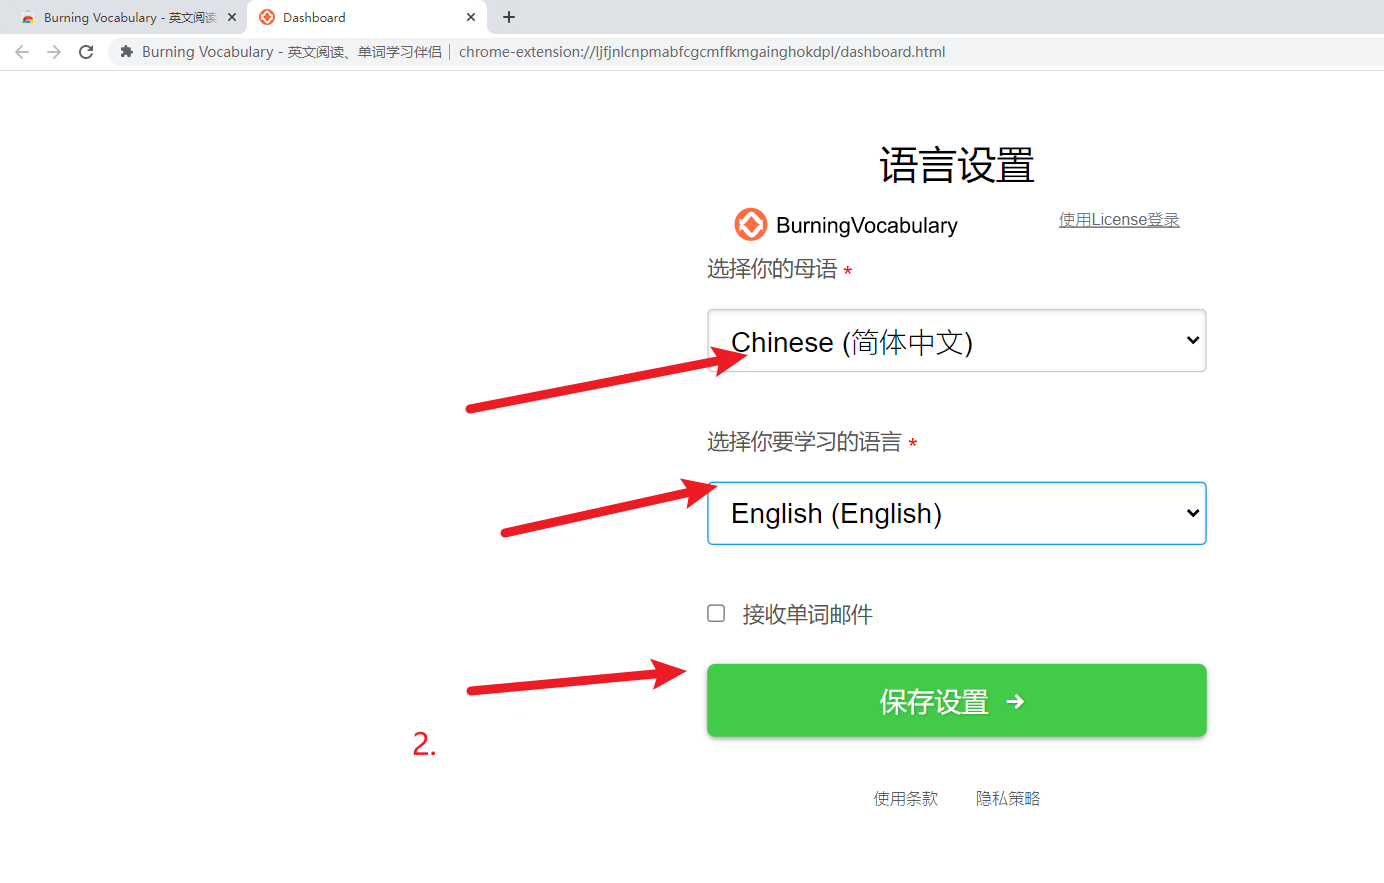 Burning Vocabulary - 英文阅读
Dashboard
Burning Vocabulary - 英文阅读、单词学习伴侣 | chrome-extension://ljfjnlcnpmabfcgcmffkmgainghokdpl/dashboard.html
语言设置
BurningVocabulary
使用License登录
选择你的母语 *
Chinese (简体中文)
选择你要学习的语言 *
English (English)
接收单词邮件
保存设置 →
2.
使用条款 隐私策略